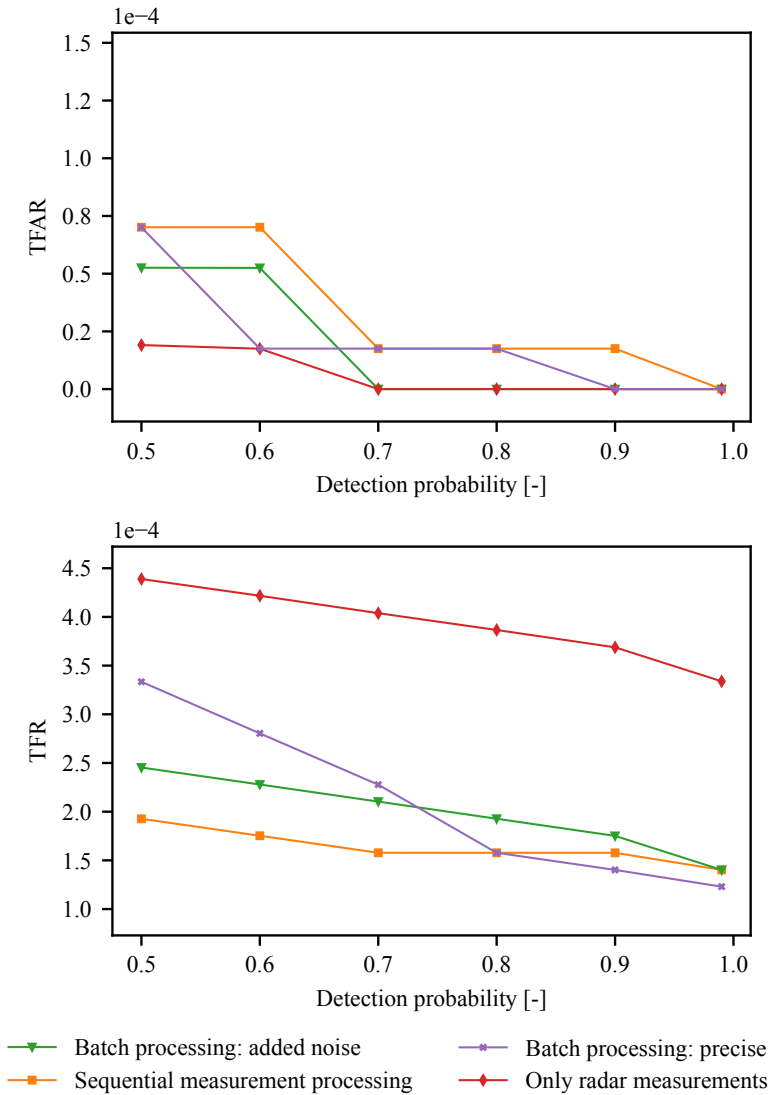 1e−4
1.5
1.2
1.0
0.8
0.5
0.2
0.0
TFAR
0.5 0.6 0.7 0.8 0.9 1.0
Detection probability [-]
1e−4
4.5
4.0
3.5
3.0
2.5
2.0
1.5
1.0
TFR
0.5 0.6 0.7 0.8 0.9 1.0
Detection probability [-]
Batch processing: added noise
Batch processing: precise
Sequential measurement processing
Only radar measurements